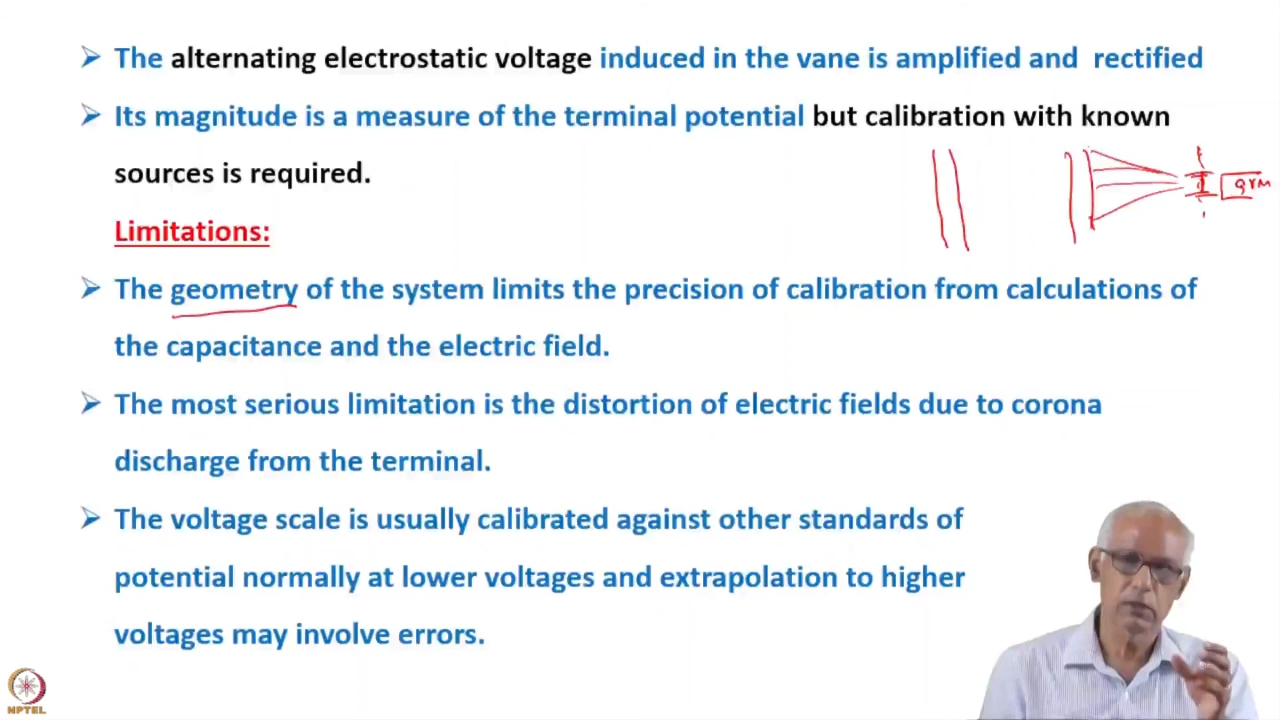 The alternating electrostatic voltage induced in the vane is amplified and rectified
Its magnitude is a measure of the terminal potential but calibration with known
sources is required.
GVM
Limitations:
The geometry of the system limits the precision of calibration from calculations of
the capacitance and the electric field.
The most serious limitation is the distortion of electric fields due to corona
discharge from the terminal.
The voltage scale is usually calibrated against other standards of
potential normally at lower voltages and extrapolation to higher
voltages may involve errors.
NPTEL